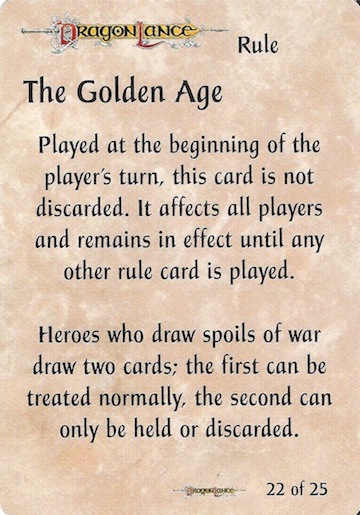 DRAGONLANCE
Rule
The Golden Age
Played at the beginning of the
player's turn, this card is not
discarded. It affects all players
and remains in effect until any
other rule card is played.
Heroes who draw spoils of war
draw two cards; the first can be
treated normally, the second can
only be held or discarded.
DRAGONLANCE
22 of 25